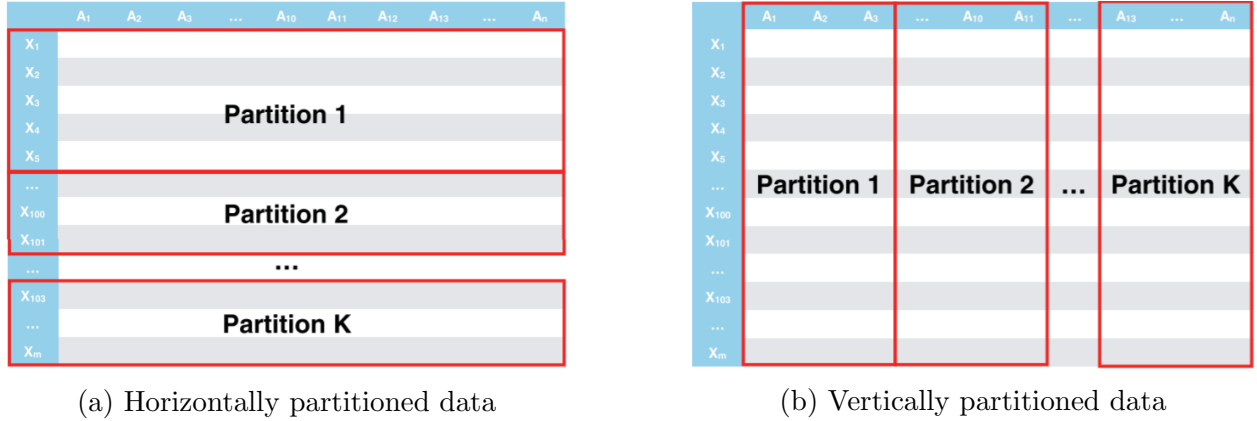 A₁ A₂ A₃ ... A₁₀ A₁₁ A₁₂ A₁₃ ... Aₙ
X₁
X₂
X₃
Partition 1
X₄
X₅
...
X₁₀₀ Partition 2
X₁₀₁
... ...
X₁₀₃
... Partition K
Xₘ
(a) Horizontally partitioned data
A₁ A₂ A₃ ... A₁₀ A₁₁ ... A₁₃ ... Aₙ
X₁
X₂
X₃
X₄
X₅
... Partition 1 Partition 2 ... Partition K
X₁₀₀
X₁₀₁
...
X₁₀₃
...
Xₘ
(b) Vertically partitioned data